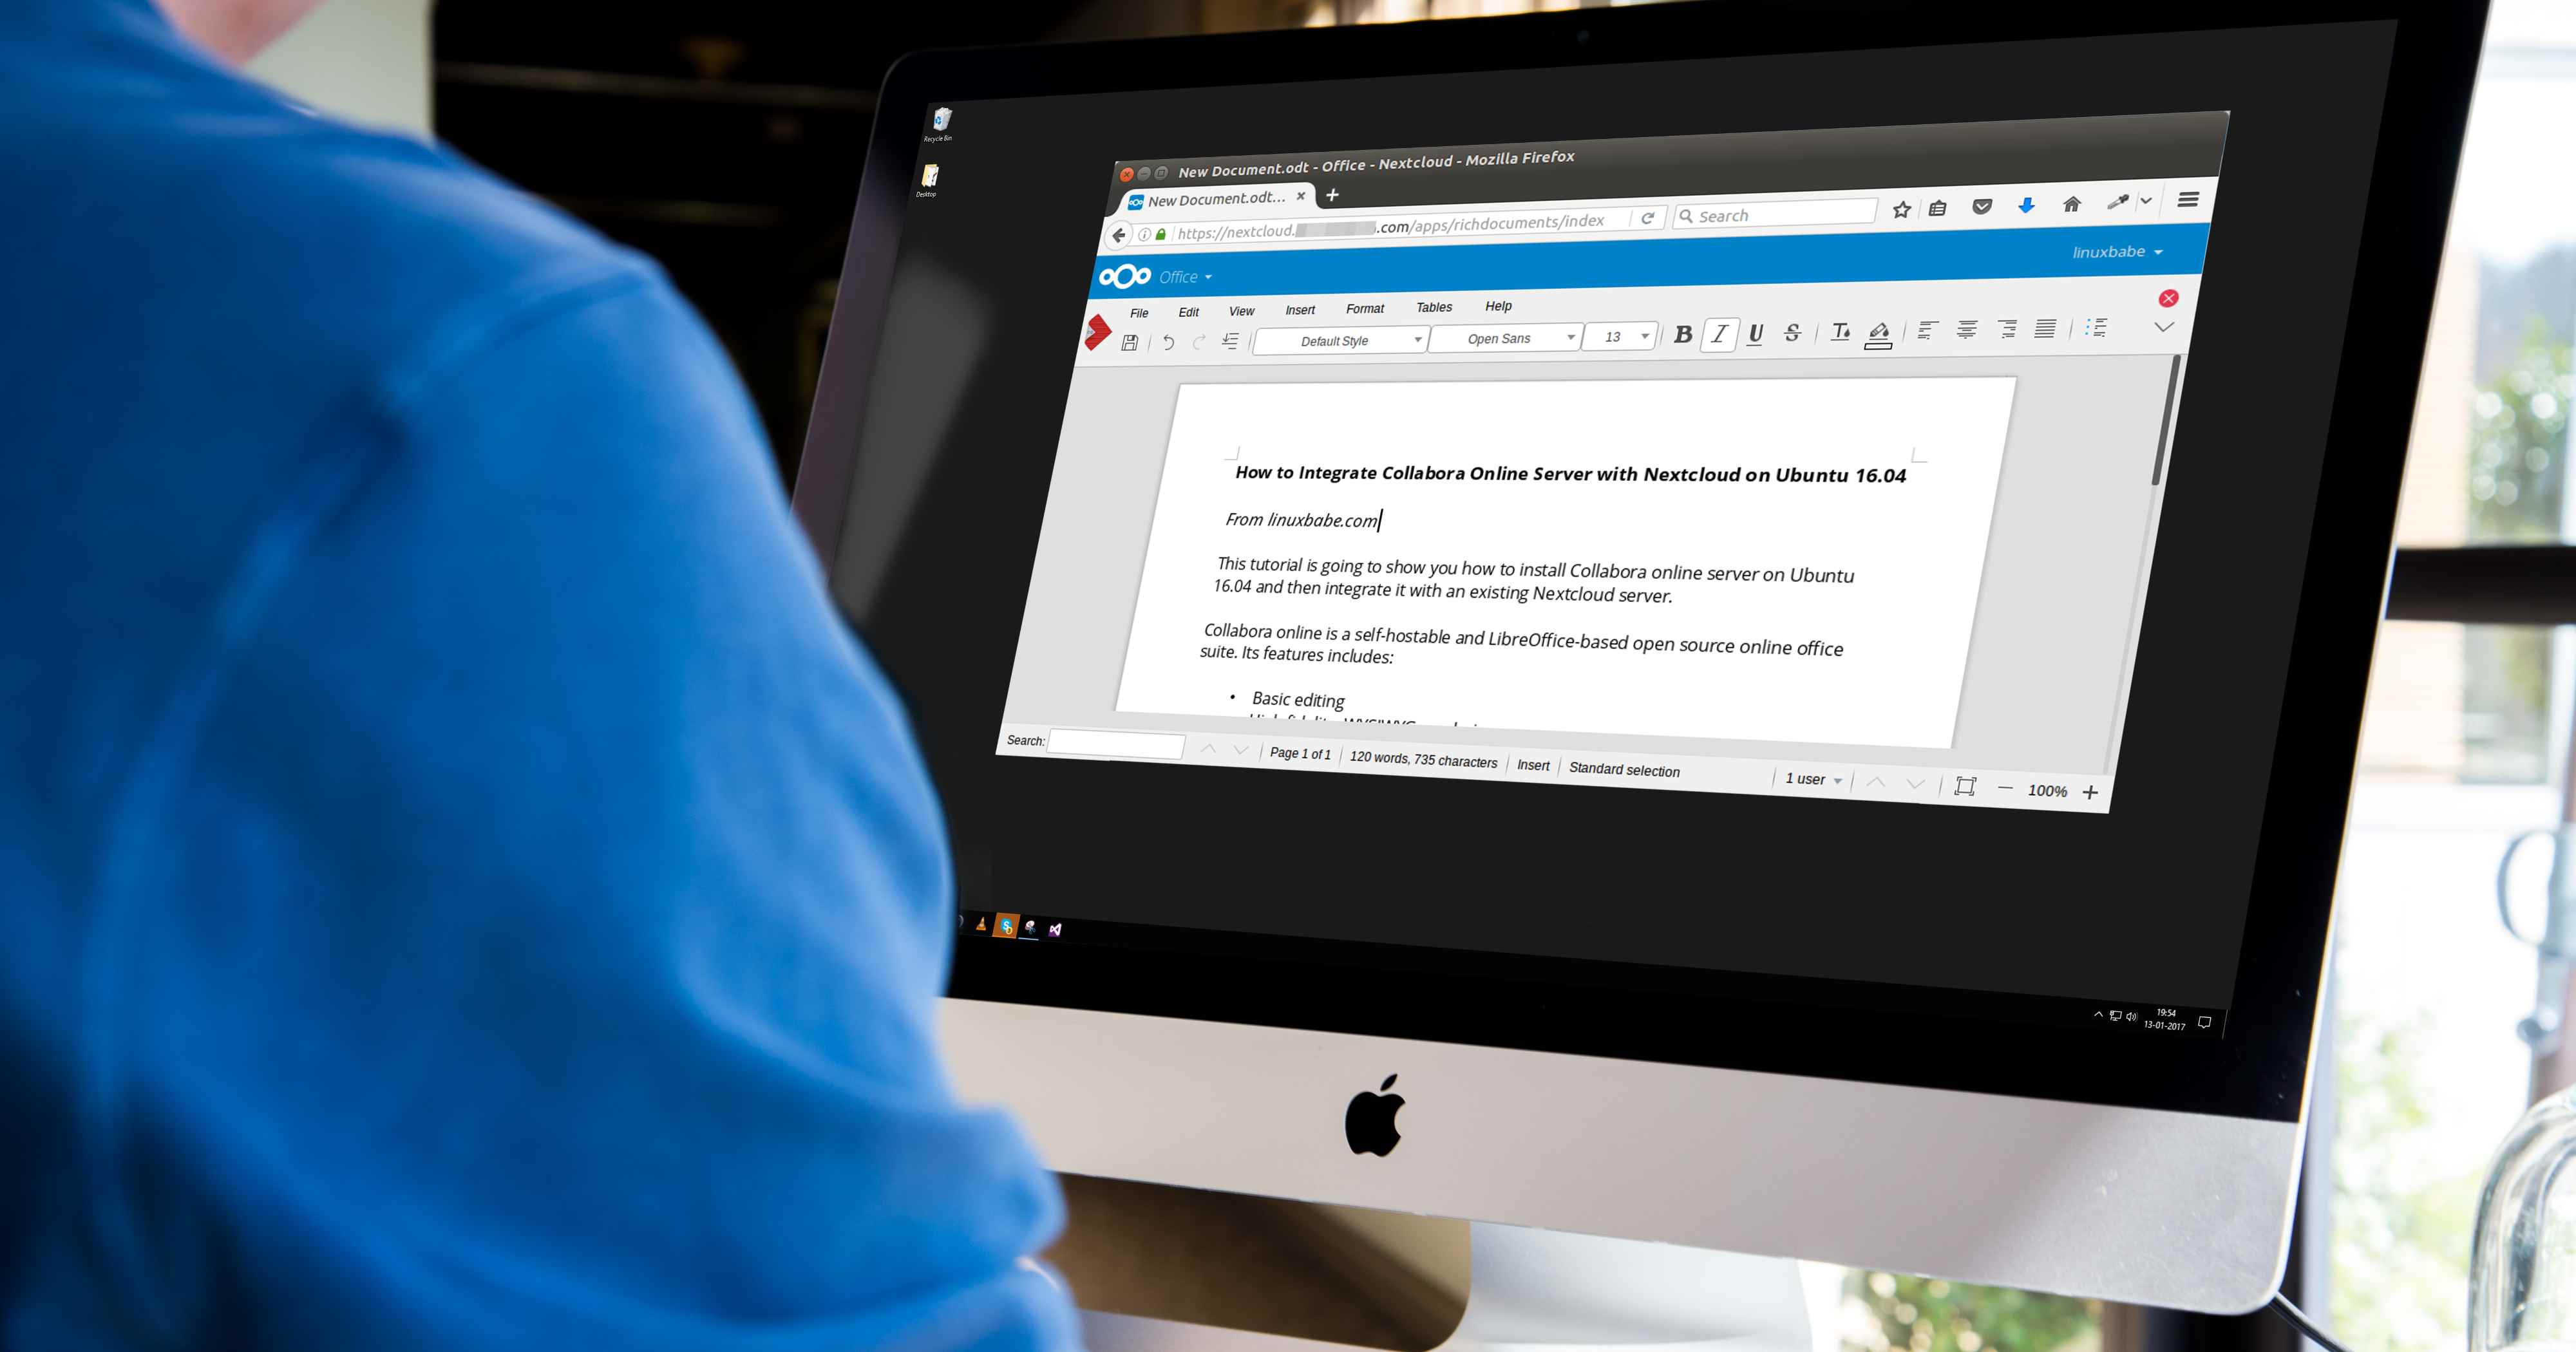 Recycle Bin
Desktop
New Document.odt - Office - Nextcloud - Mozilla Firefox
New Document.odt...
https://nextcloud. .com/apps/richdocuments/index
Search
Office
linuxbabe
File Edit View Insert Format Tables Help
Default Style Open Sans 13 B I U S
How to Integrate Collabora Online Server with Nextcloud on Ubuntu 16.04
From linuxbabe.com
This tutorial is going to show you how to install Collabora online server on Ubuntu
16.04 and then integrate it with an existing Nextcloud server.
Collabora online is a self-hostable and LibreOffice-based open source online office
suite. Its features includes:
• Basic editing
Search: Page 1 of 1 120 words, 735 characters Insert Standard selection 1 user 100%
19:54
13-01-2017